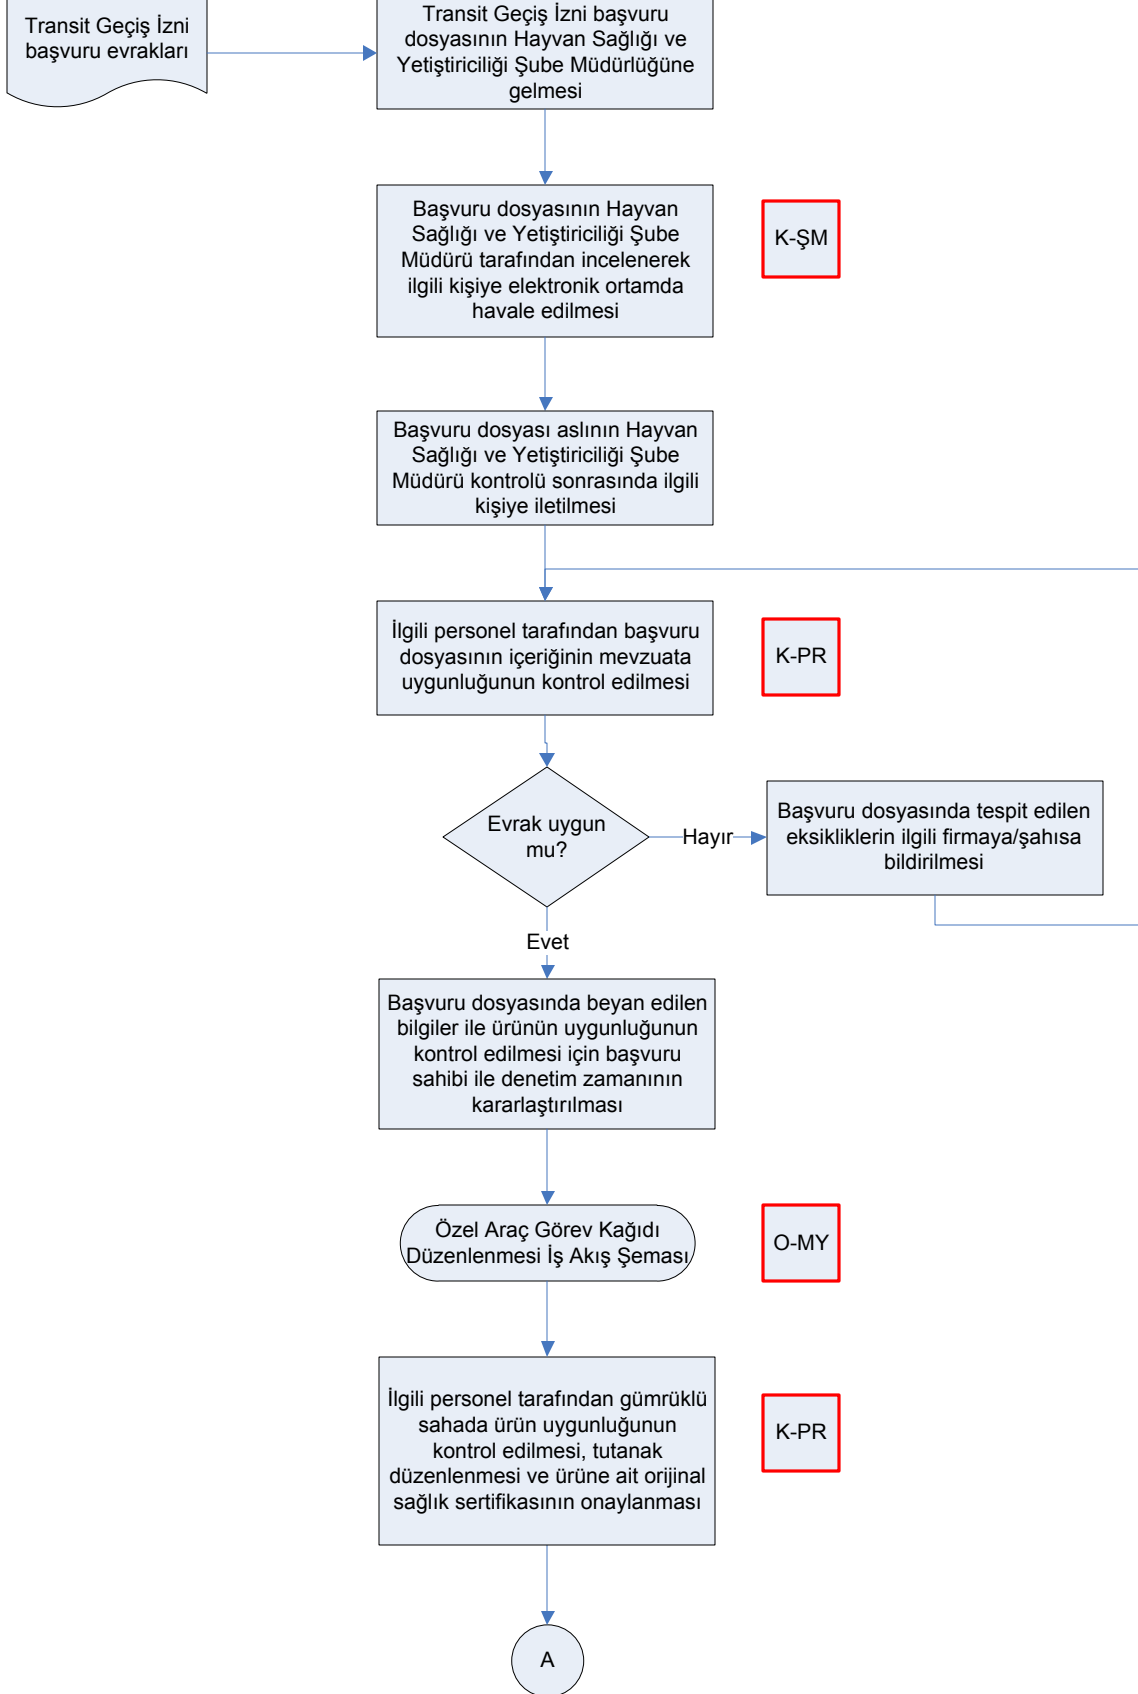 Transit Geçiş İzni
başvuru evrakları
Transit Geçiş İzni başvuru
dosyasının Hayvan Sağlığı ve
Yetiştiriciliği Şube Müdürlüğüne
gelmesi
Başvuru dosyasının Hayvan
Sağlığı ve Yetiştiriciliği Şube
Müdürü tarafından incelenerek
ilgili kişiye elektronik ortamda
havale edilmesi
K-ŞM
Başvuru dosyası aslının Hayvan
Sağlığı ve Yetiştiriciliği Şube
Müdürü kontrolü sonrasında ilgili
kişiye iletilmesi
İlgili personel tarafından başvuru
dosyasının içeriğinin mevzuata
uygunluğunun kontrol edilmesi
K-PR
Evrak uygun
mu?
Hayır
Başvuru dosyasında tespit edilen
eksikliklerin ilgili firmaya/şahısa
bildirilmesi
Evet
Başvuru dosyasında beyan edilen
bilgiler ile ürünün uygunluğunun
kontrol edilmesi için başvuru
sahibi ile denetim zamanının
kararlaştırılması
Özel Araç Görev Kağıdı
Düzenlenmesi İş Akış Şeması
O-MY
İlgili personel tarafından gümrüklü
sahada ürün uygunluğunun
kontrol edilmesi, tutanak
düzenlenmesi ve ürüne ait orijinal
sağlık sertifikasının onaylanması
K-PR
A